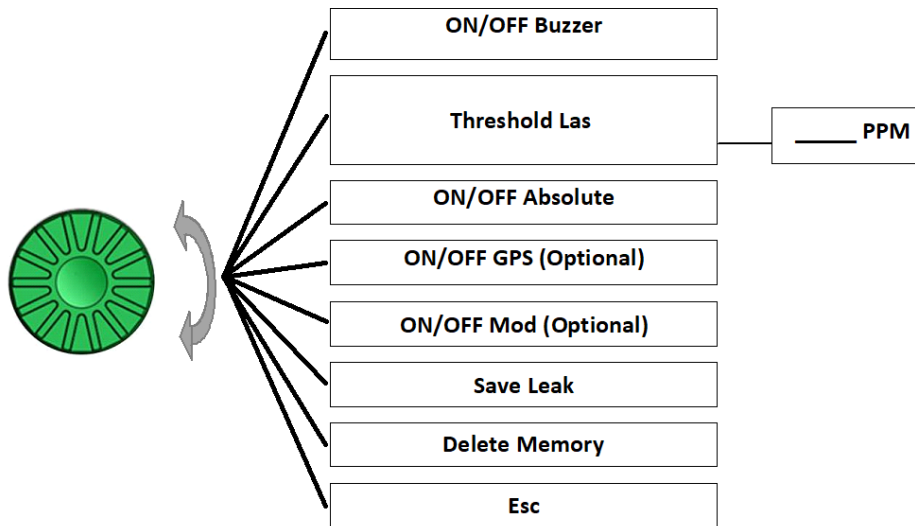 ON/OFF Buzzer
Threshold Las
_____ PPM
ON/OFF Absolute
ON/OFF GPS (Optional)
ON/OFF Mod (Optional)
Save Leak
Delete Memory
Esc